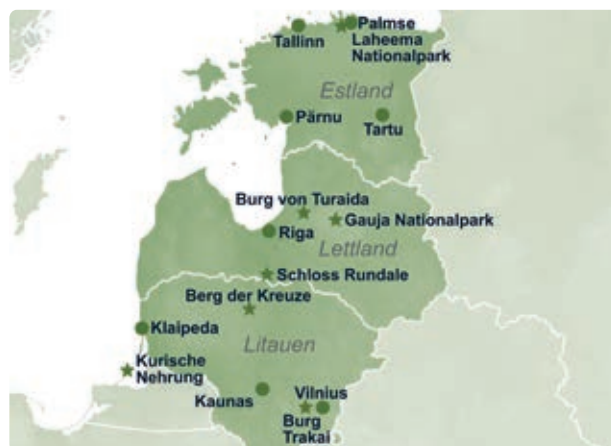 Tallinn
Palmse
Laheema
Nationalpark
Estland
Pärnu
Tartu
Burg von Turaida
Gauja Nationalpark
Riga
Lettland
Schloss Rundale
Berg der Kreuze
Klaipeda
Litauen
Kurische
Nehrung
Kaunas
Vilnius
Burg
Trakai